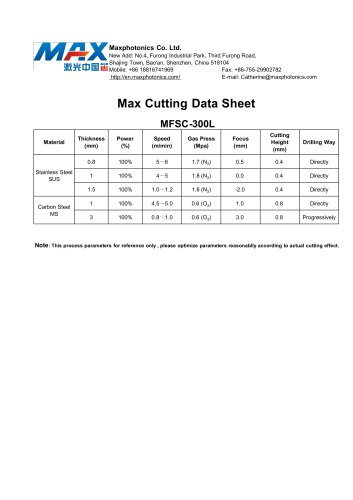 MAX
激光中国芯
Maxphotonics Co. Ltd.
New Add: No.4, Furong Industrial Park, Third Furong Road,
Shajing Town, Bao'an, Shenzhen, China 518104
Mobile: +86 18816741969 Fax: +86-755-29902782
http://en.maxphotonics.com/ E-mail: Catherine@maxphotonics.com
Max Cutting Data Sheet
MFSC-300L
Material Thickness (mm) Power (%) Speed (m/min) Gas Press (Mpa) Focus (mm) Cutting Height (mm) Drilling Way
Stainless Steel SUS
0.8 100% 5~6 1.7 (N₂) 0.5 0.4 Directly
1 100% 4~5 1.8 (N₂) 0.0 0.4 Directly
1.5 100% 1.0~1.2 1.8 (N₂) -2.0 0.4 Directly
Carbon Steel MS
1 100% 4.5~5.0 0.6 (O₂) 1.0 0.8 Directly
3 100% 0.8~1.0 0.6 (O₂) 3.0 0.8 Progressively
Note: This process parameters for reference only , please optimize parameters reasonablly according to actual cutting effect.